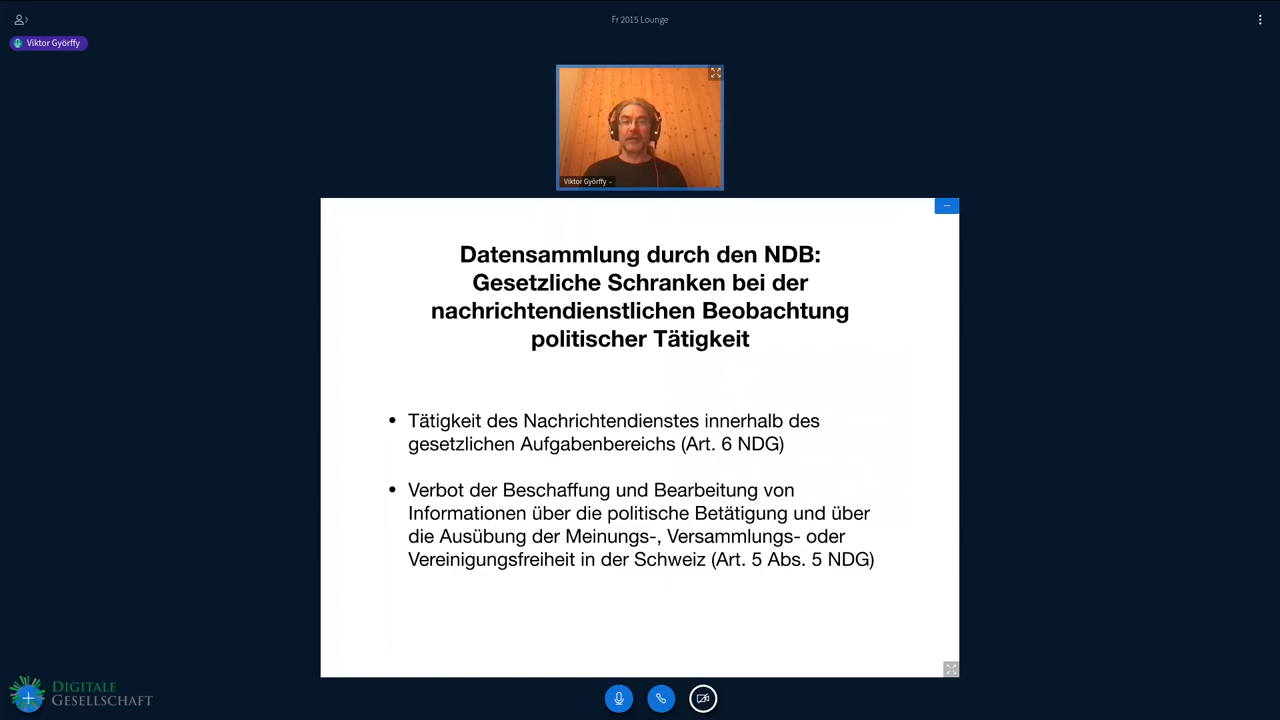 Fr 2015 Lounge
Viktor Györffy
Viktor Györffy
Datensammlung durch den NDB:
Gesetzliche Schranken bei der
nachrichtendienstlichen Beobachtung
politischer Tätigkeit
• Tätigkeit des Nachrichtendienstes innerhalb des
gesetzlichen Aufgabenbereichs (Art. 6 NDG)
• Verbot der Beschaffung und Bearbeitung von
Informationen über die politische Betätigung und über
die Ausübung der Meinungs-, Versammlungs- oder
Vereinigungsfreiheit in der Schweiz (Art. 5 Abs. 5 NDG)
DIGITALE
GESELLSCHAFT